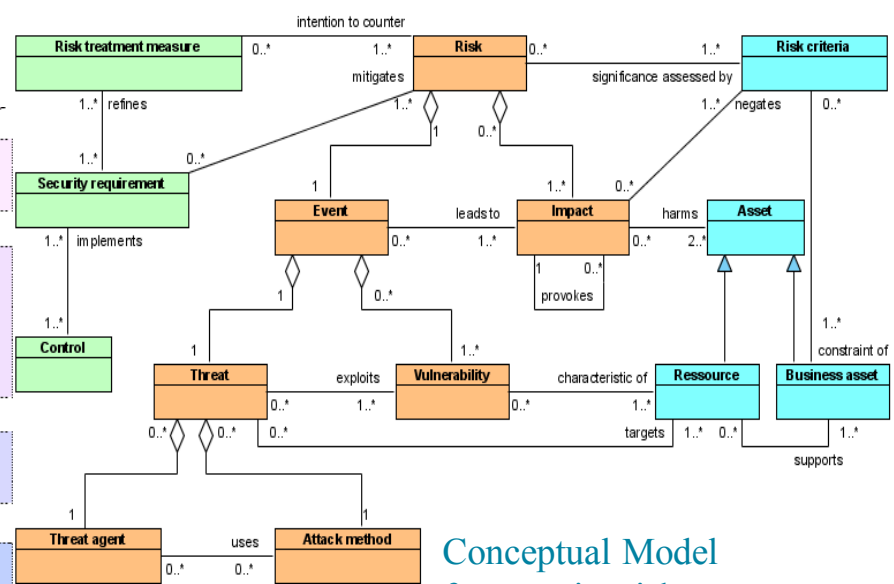 intention to counter
Risk treatment measure 0..* 1..* Risk 0..* 1..* Risk criteria
mitigates significance assessed by
1..* refines 1..* 1..* negates 0..*
1 0..*
1..* 0..*
Security requirement 1 1..* 0..*
Event leads to Impact harms Asset
1..* implements 0..* 1..* 0..* 2..*
1 0..*
1 0..* provokes
1..* 1..*
Control 1 1..* constraint of
Threat exploits Vulnerability characteristic of Ressource Business asset
0..* 1..* 0..* 1..*
0..* 0..* 0..* targets 1..* 0..* 1..*
supports
1 1
Threat agent uses Attack method
0..* 0..*
Conceptual Model